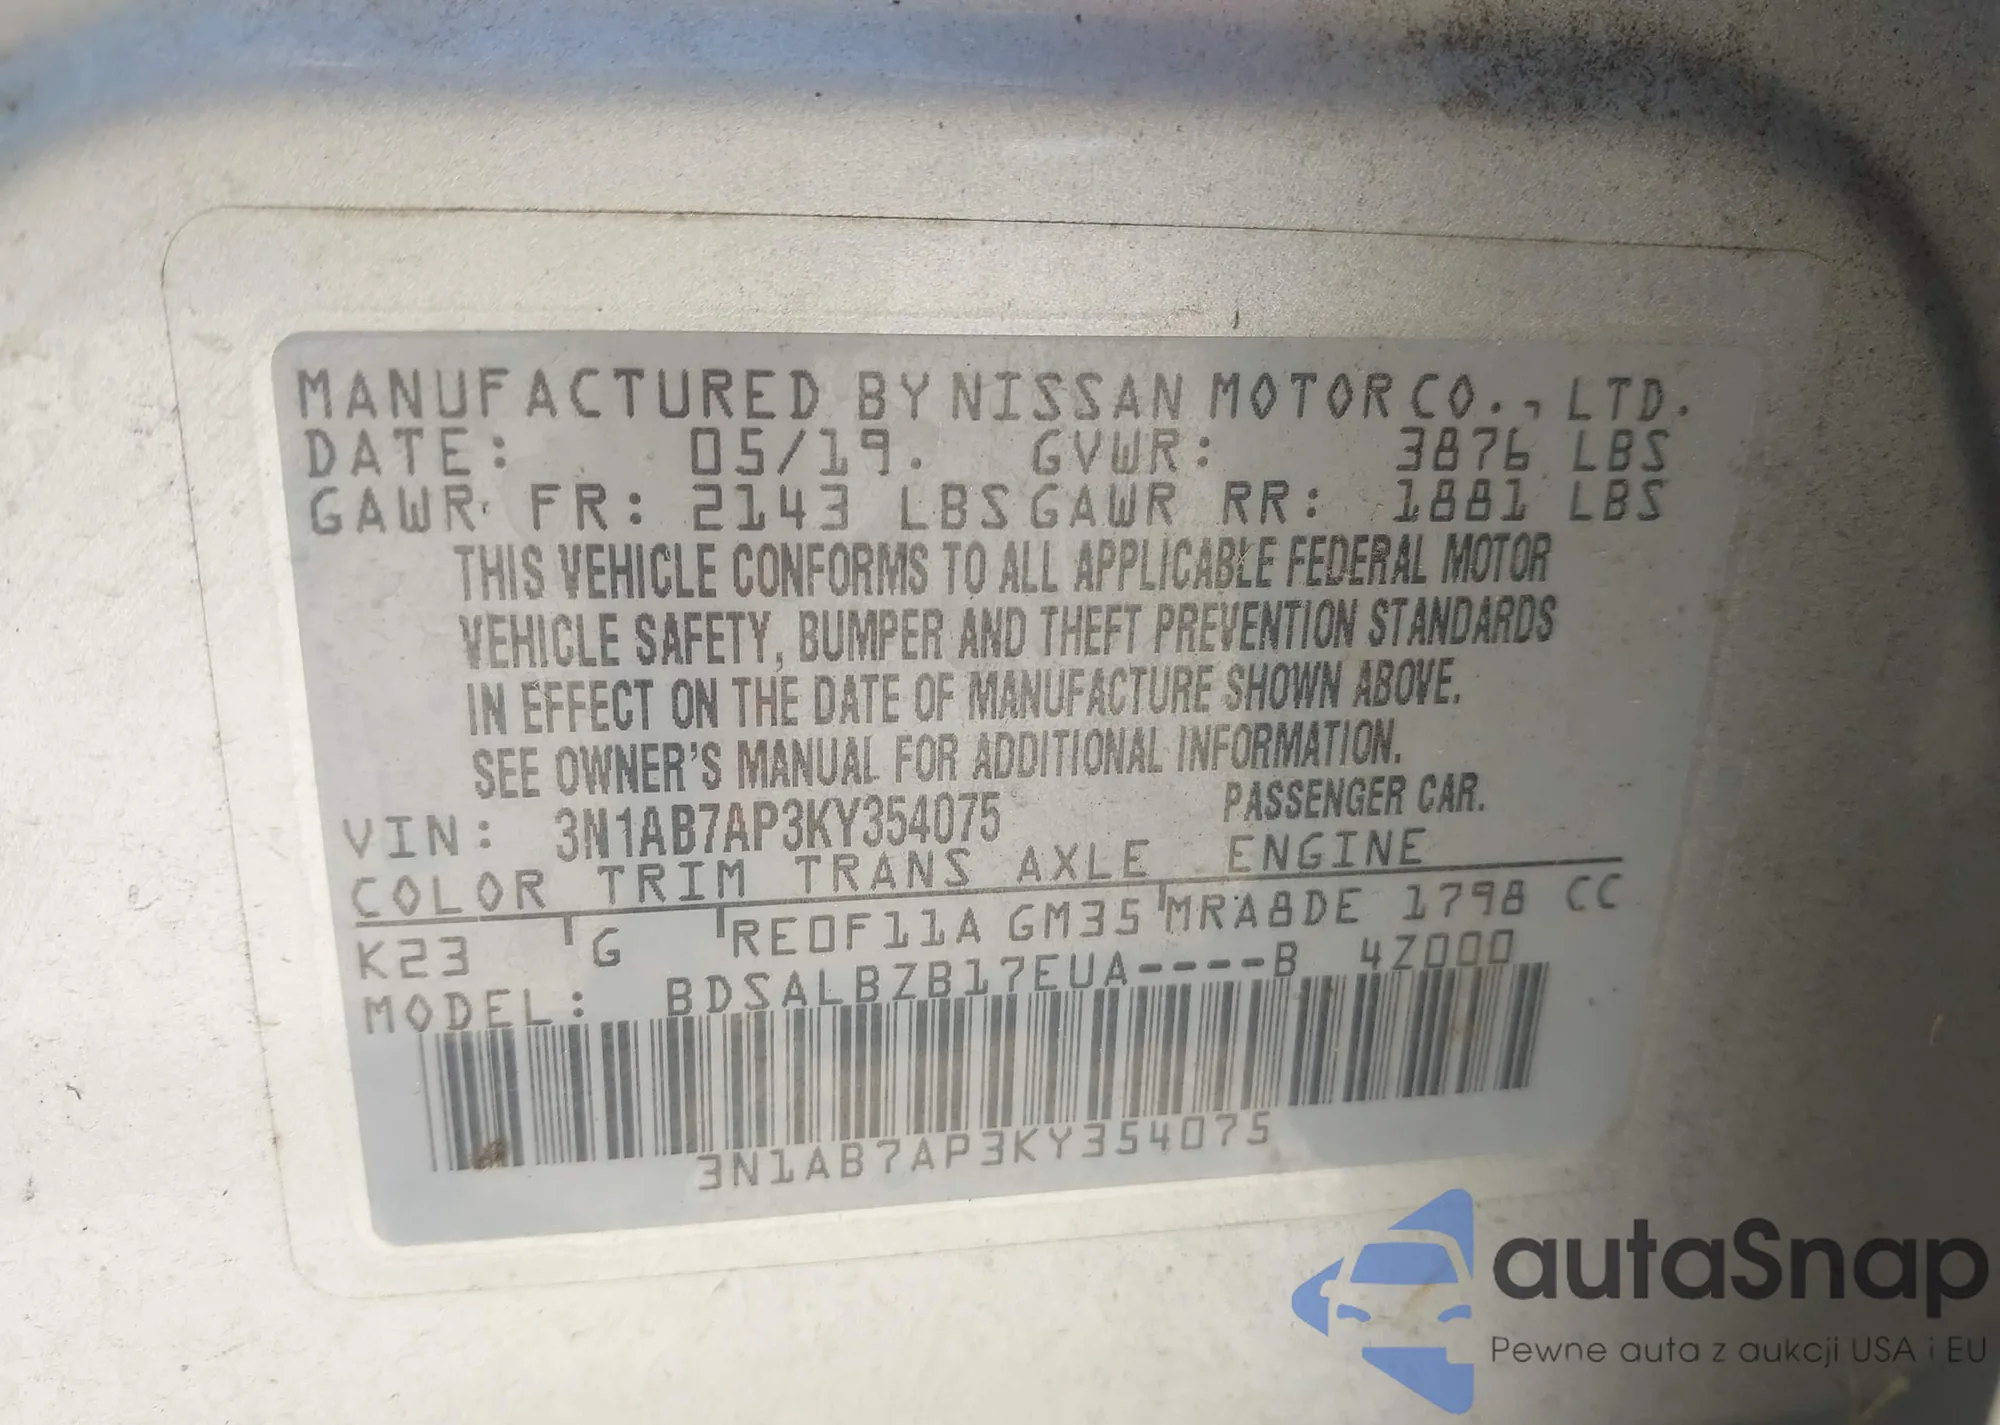 MANUFACTURED BY NISSAN MOTOR CO., LTD.
DATE: 05/19. GVWR: 3876 LBS
GAWR FR: 2143 LBS GAWR RR: 1881 LBS
THIS VEHICLE CONFORMS TO ALL APPLICABLE FEDERAL MOTOR
VEHICLE SAFETY, BUMPER AND THEFT PREVENTION STANDARDS
IN EFFECT ON THE DATE OF MANUFACTURE SHOWN ABOVE.
SEE OWNER'S MANUAL FOR ADDITIONAL INFORMATION.
VIN: 3N1AB7AP3KY354075 PASSENGER CAR.
COLOR TRIM TRANS AXLE ENGINE
K23 G RE0F11A GM35 MRA8DE 1798 CC
MODEL: BDSALBZB17EUA----B 4Z000
3N1AB7AP3KY354075
autaSnap
Pewne auta z aukcji USA i EU